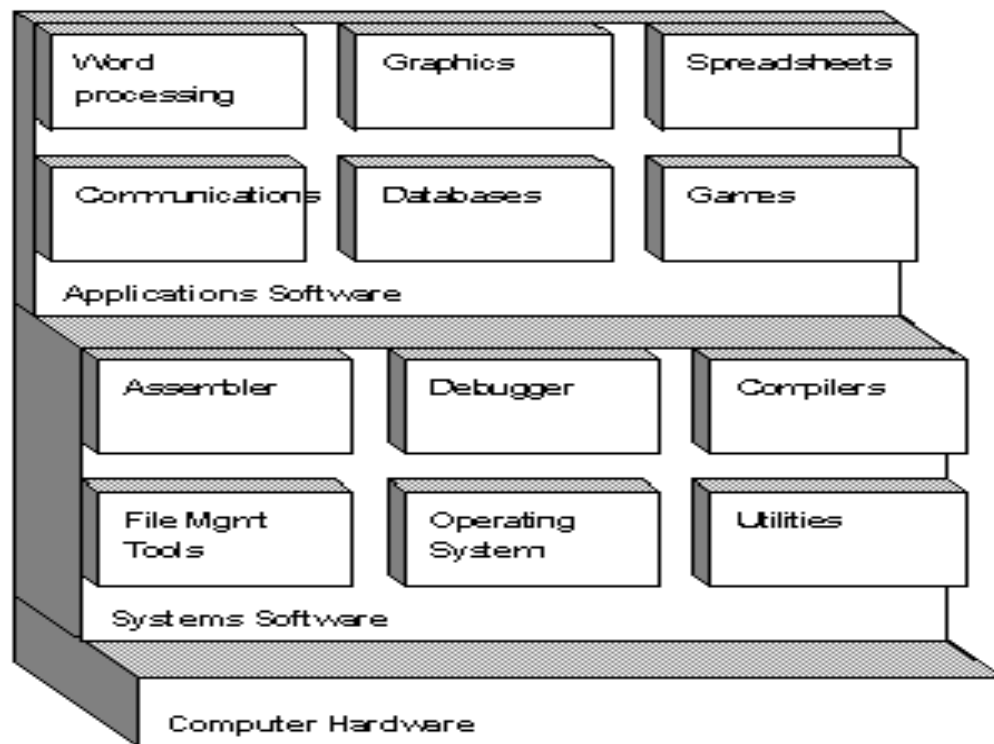 Word
processing
Graphics
Spreadsheets
Communications
Databases
Games
Applications Software
Assembler
Debugger
Compilers
File Mgmt
Tools
Operating
System
Utilities
Systems Software
Computer Hardware